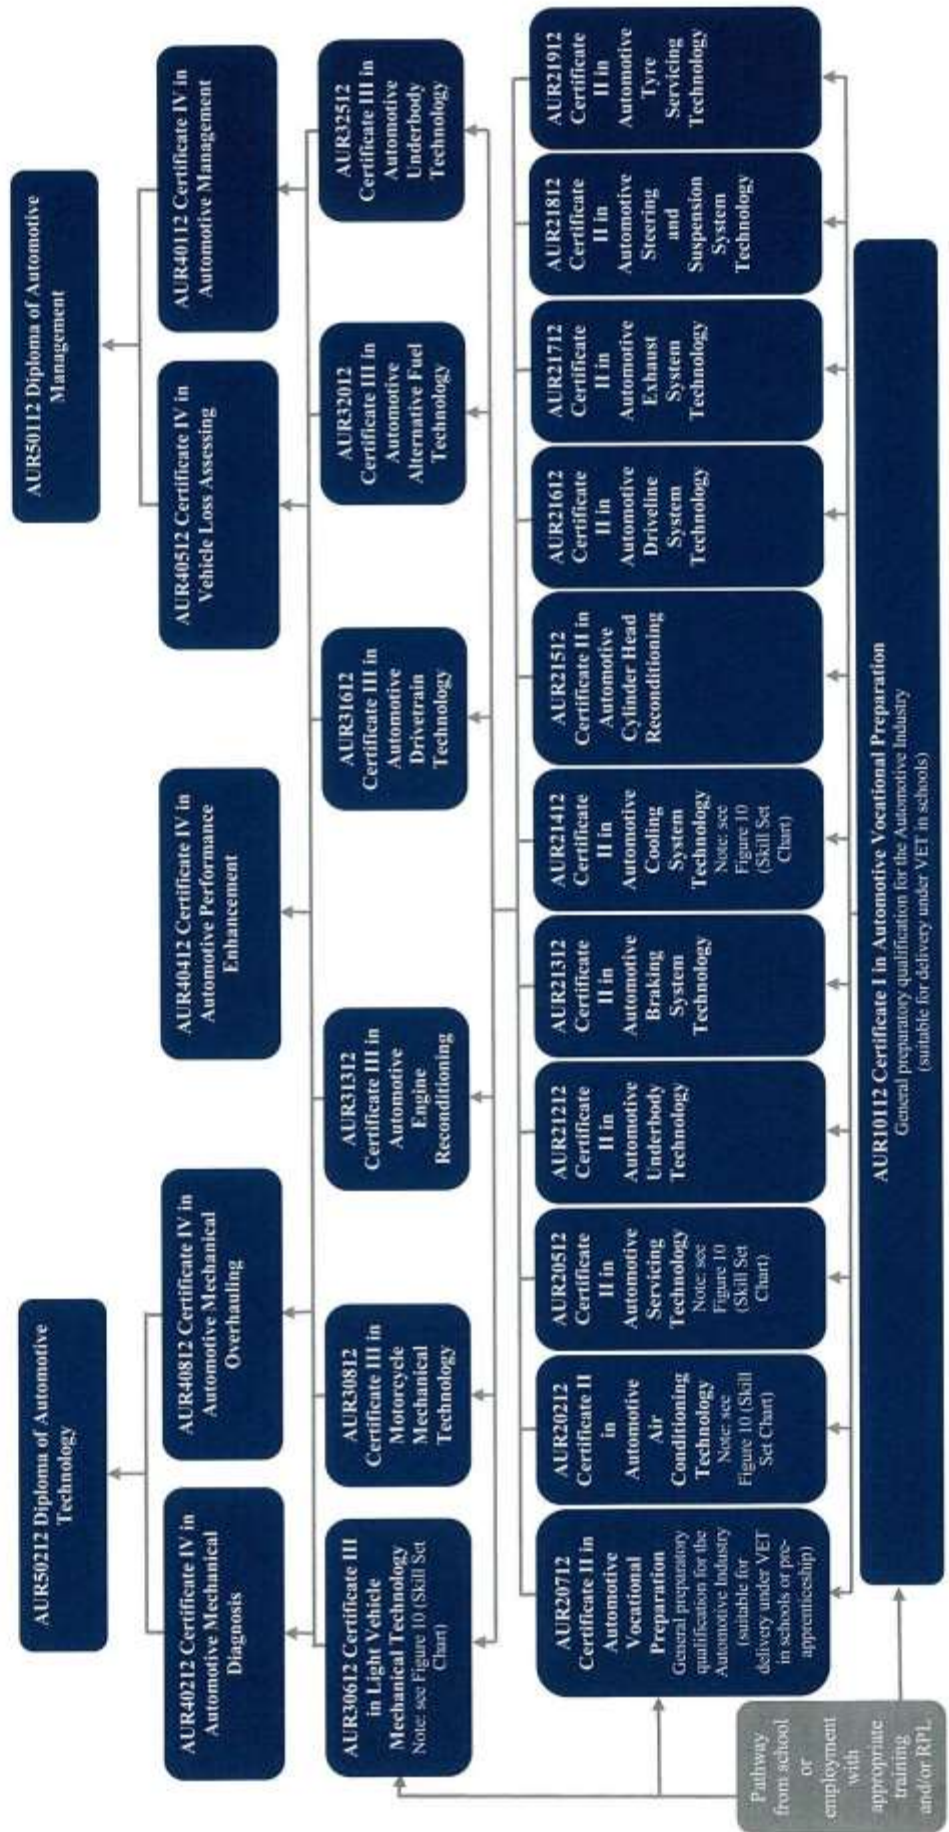 AUR50212 Diploma of Automotive
Technology
AUR50112 Diploma of Automotive
Management
AUR40212 Certificate IV in
Automotive Mechanical
Diagnosis
AUR40812 Certificate IV in
Automotive Mechanical
Overhauling
AUR40412 Certificate IV in
Automotive Performance
Enhancement
AUR40512 Certificate IV in
Vehicle Loss Assessing
AUR40112 Certificate IV in
Automotive Management
AUR30612 Certificate III
in Light Vehicle
Mechanical Technology
Note: see Figure 10 (Skill Set
Chart)
AUR30812
Certificate III in
Motorcycle
Mechanical
Technology
AUR31312
Certificate III in
Automotive
Engine
Reconditioning
AUR31612
Certificate III in
Automotive
Drivetrain
Technology
AUR32012
Certificate III in
Automotive
Alternative Fuel
Technology
AUR32512
Certificate III in
Automotive
Underbody
Technology
AUR20712
Certificate II in
Automotive
Vocational
Preparation
General preparatory
qualification for the
Automotive Industry
(suitable for
delivery under VET
in schools or pre-
apprenticeship)
AUR20212
Certificate II
in
Automotive
Air
Conditioning
Technology
Note: see
Figure 10 (Skill
Set Chart)
AUR20512
Certificate
II in
Automotive
Servicing
Technology
Note: see
Figure 10
(Skill Set
Chart)
AUR21212
Certificate
II in
Automotive
Underbody
Technology
AUR21312
Certificate
II in
Automotive
Braking
System
Technology
AUR21412
Certificate
II in
Automotive
Cooling
System
Technology
Note: see
Figure 10
(Skill Set
Chart)
AUR21512
Certificate II in
Automotive
Cylinder Head
Reconditioning
AUR21612
Certificate
II in
Automotive
Driveline
System
Technology
AUR21712
Certificate
II in
Automotive
Exhaust
System
Technology
AUR21812
Certificate
II in
Automotive
Steering
and
Suspension
System
Technology
AUR21912
Certificate
II in
Automotive
Tyre
Servicing
Technology
Pathway
from school
or
employment
with
appropriate
training
and/or RPL.
AUR10112 Certificate I in Automotive Vocational Preparation
General preparatory qualification for the Automotive Industry
(suitable for delivery under VET in schools)